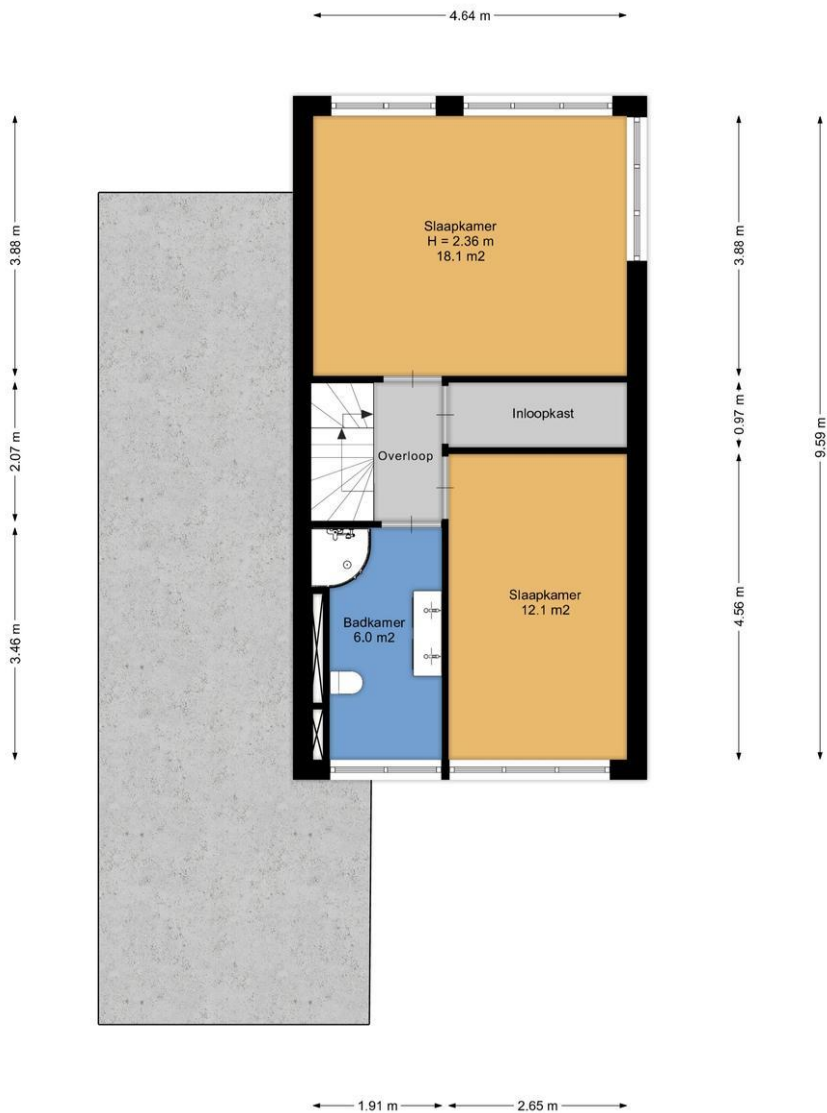 4.64 m
3.88 m
2.07 m
3.46 m
Slaapkamer
H = 2.36 m
18.1 m2
Inloopkast
Overloop
Slaapkamer
12.1 m2
Badkamer
6.0 m2
3.88 m
0.97 m
4.56 m
9.59 m
1.91 m
2.65 m